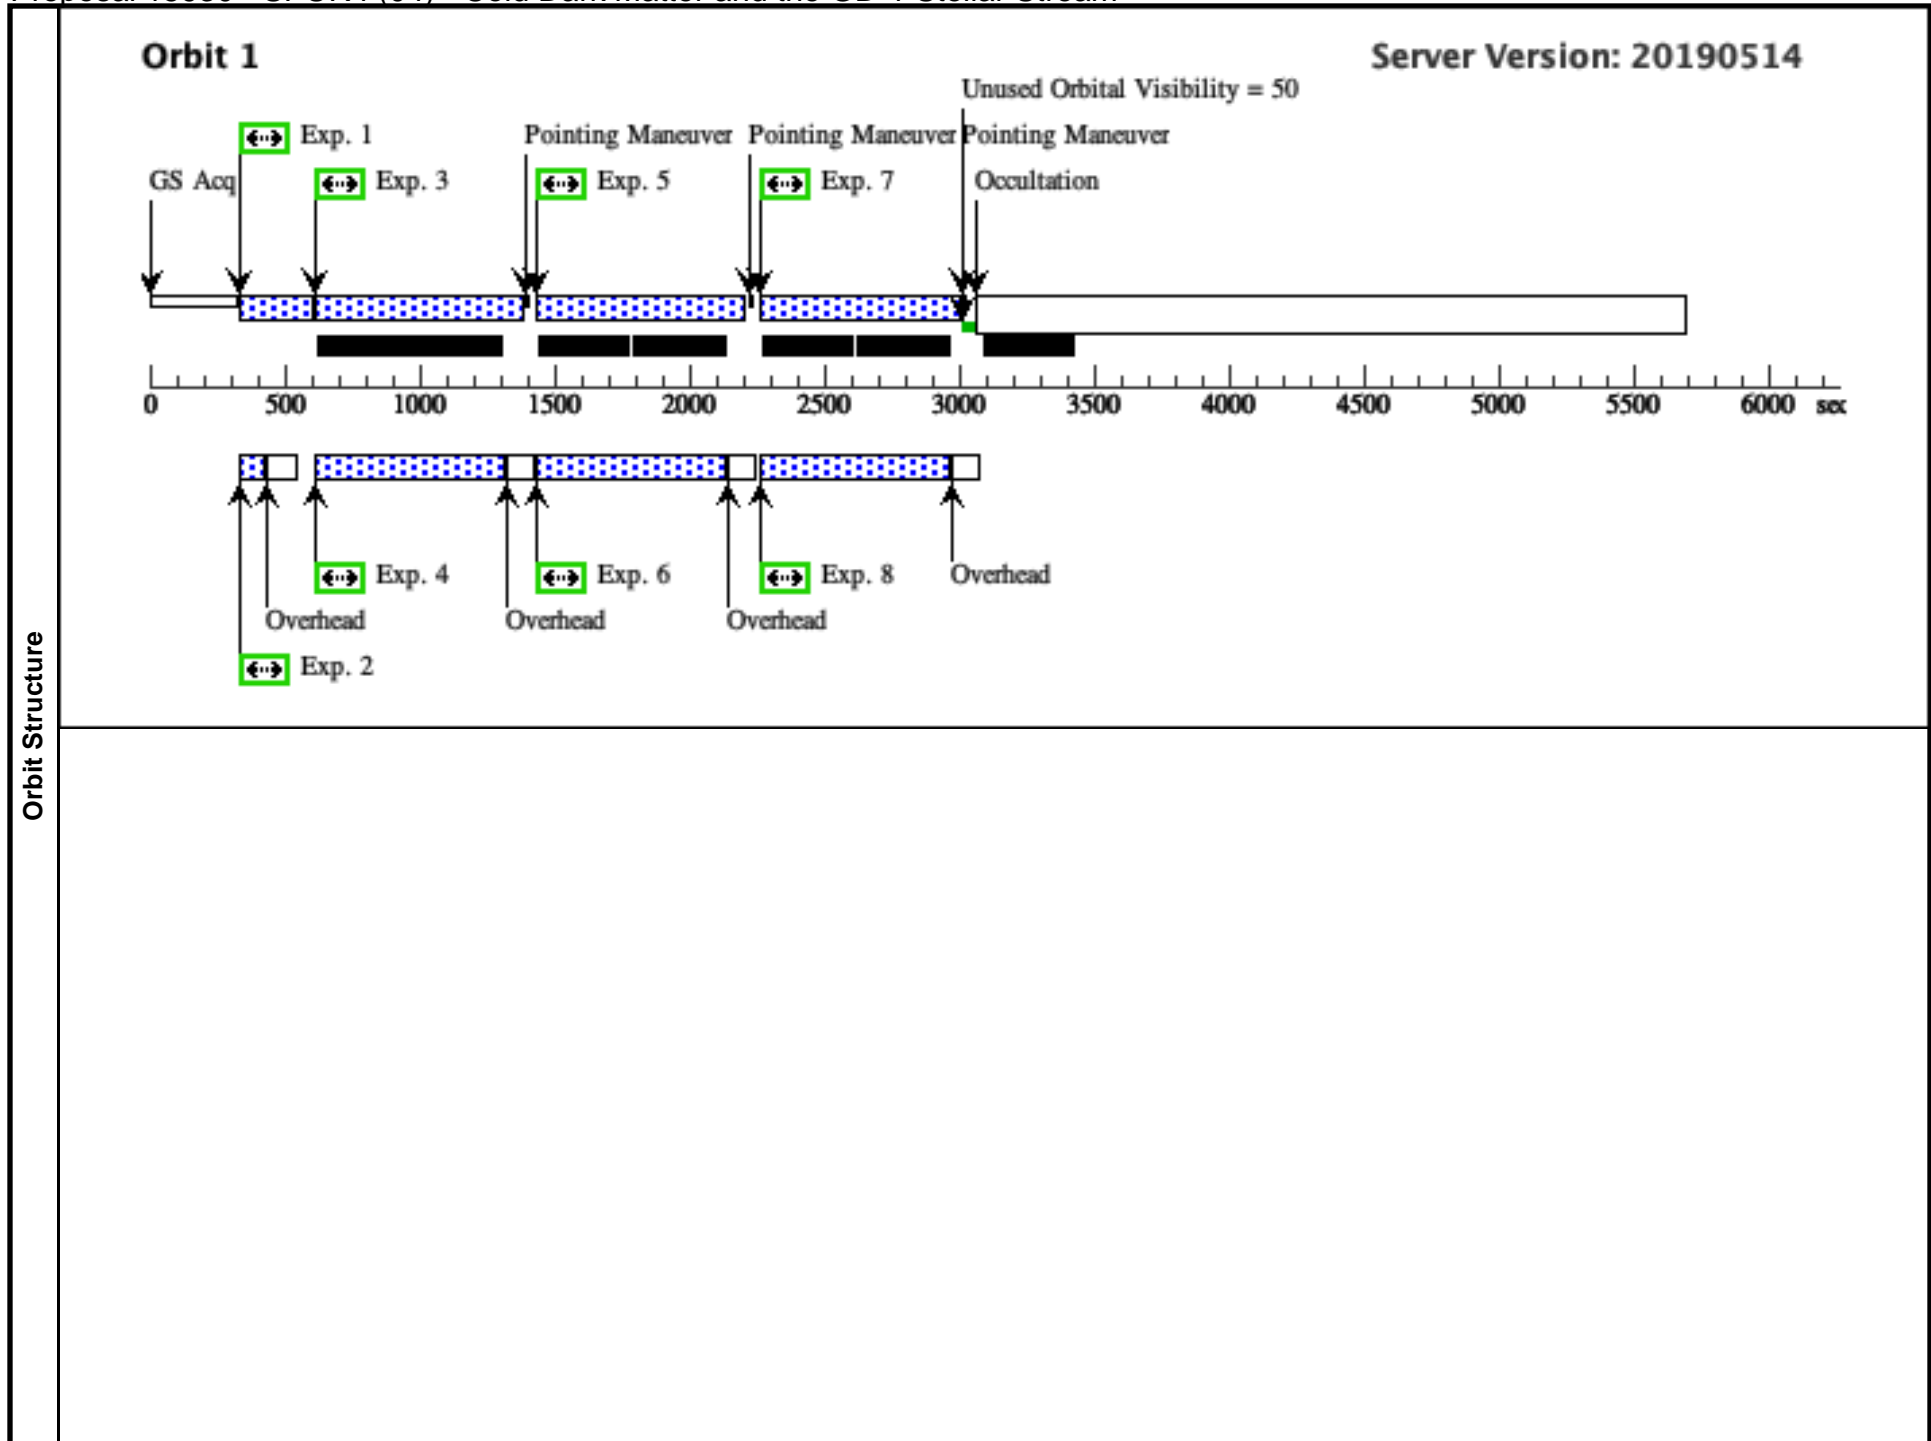 Orbit 1
Server Version: 20190514
Unused Orbital Visibility = 50
Exp. 1
Pointing Maneuver
Pointing Maneuver
Pointing Maneuver
GS Acq
Exp. 3
Exp. 5
Exp. 7
Occultation
0 500 1000 1500 2000 2500 3000 3500 4000 4500 5000 5500 6000 sec
Exp. 4
Exp. 6
Exp. 8
Overhead
Overhead
Overhead
Overhead
Exp. 2
Orbit Structure